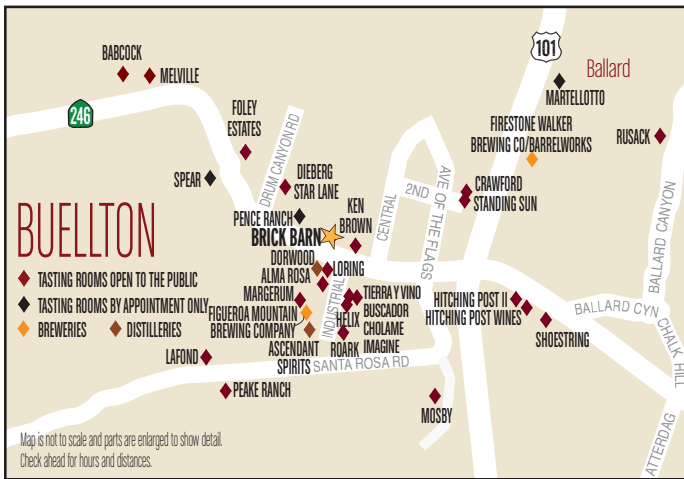 101
BABCOCK
MELVILLE
Ballard
MARTELLOTTO
246
FOLEY
ESTATES
DRUM CANYON RD
FIRESTONE WALKER
BREWING CO/BARRELWORKS
RUSACK
SPEAR
DIEBERG
STAR LANE
2ND
CENTRAL
AVE OF THE FLAGS
CRAWFORD
STANDING SUN
KEN
BROWN
PENCE RANCH
BRICK BARN
BUELLTON
DORWOOD
ALMA ROSA
LORING
BALLARD CANYON
TASTING ROOMS OPEN TO THE PUBLIC
TASTING ROOMS BY APPOINTMENT ONLY
BREWERIES
DISTILLERIES
MARGERUM
FIGUEROA MOUNTAIN
BREWING COMPANY
INDUSTRIAL
TIERRA Y VINO
BUSCADOR
CHOLAME
IMAGINE
HELIX
ROARK
HITCHING POST II
HITCHING POST WINES
BALLARD CYN
SHOESTRING
CHALK HILL
ASCENDANT
SPIRITS
LAFOND
SANTA ROSA RD
PEAKE RANCH
MOSBY
ATTERDAG
Map is not to scale and parts are enlarged to show detail.
Check ahead for hours and distances.